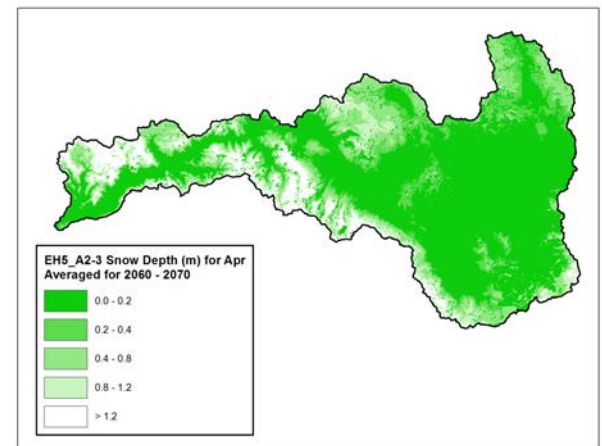 EH5_A2-3 Snow Depth (m) for Apr
Averaged for 2060 - 2070
0.0 - 0.2
0.2 - 0.4
0.4 - 0.8
0.8 - 1.2
> 1.2